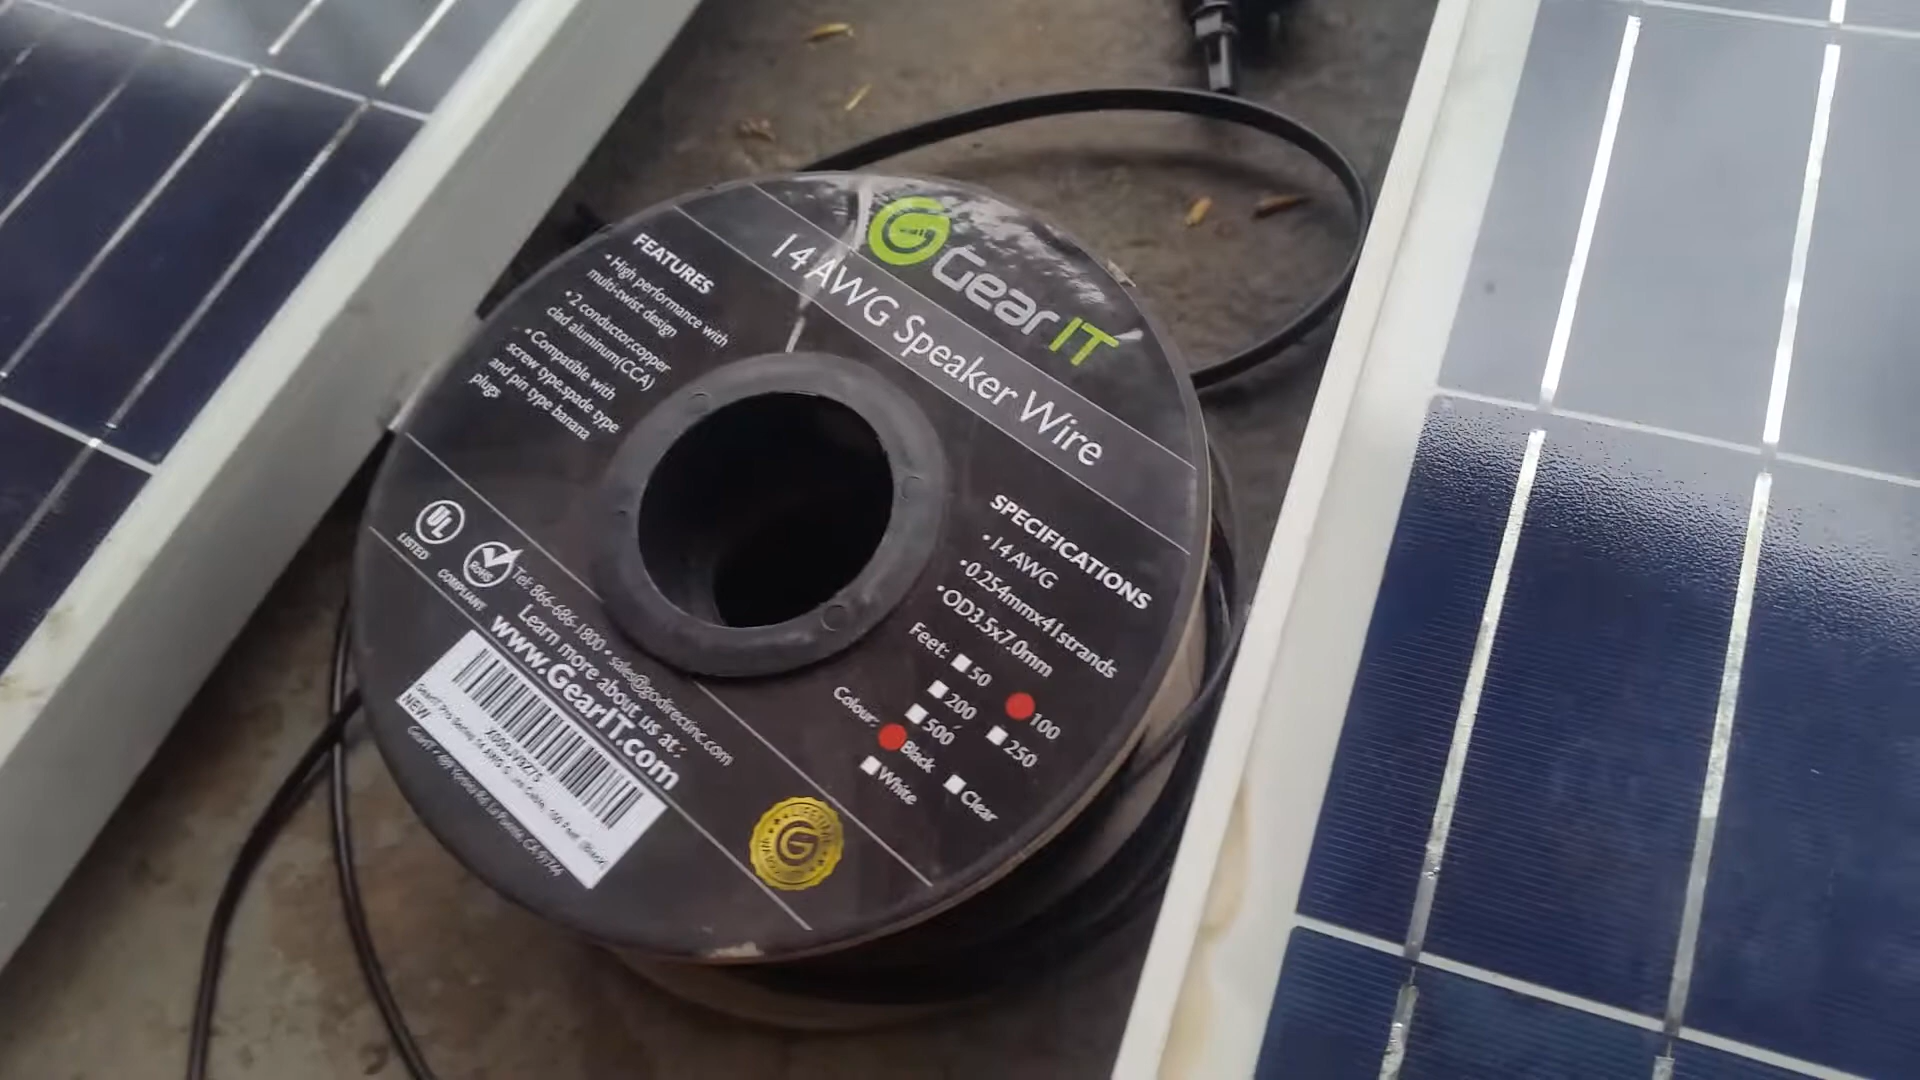 GearIT
14AWG Speaker Wire
FEATURES
•High performance with
multi-twist design
•2 conductor,copper
clad aluminum(CCA)
•Compatible with
screw type,spade type
and pin type banana
plugs
SPECIFICATIONS
•14 AWG
•0.254mmx41strands
•OD3.5x7.0mm
Feet: 50 100
200 250
500
Colour: Black Clear
White
UL
LISTED
RoHS
COMPLIANT
Tel: 866-686-1800 • sales@godirectinc.com
Learn more about us at:
www.GearIT.com
NEW
G